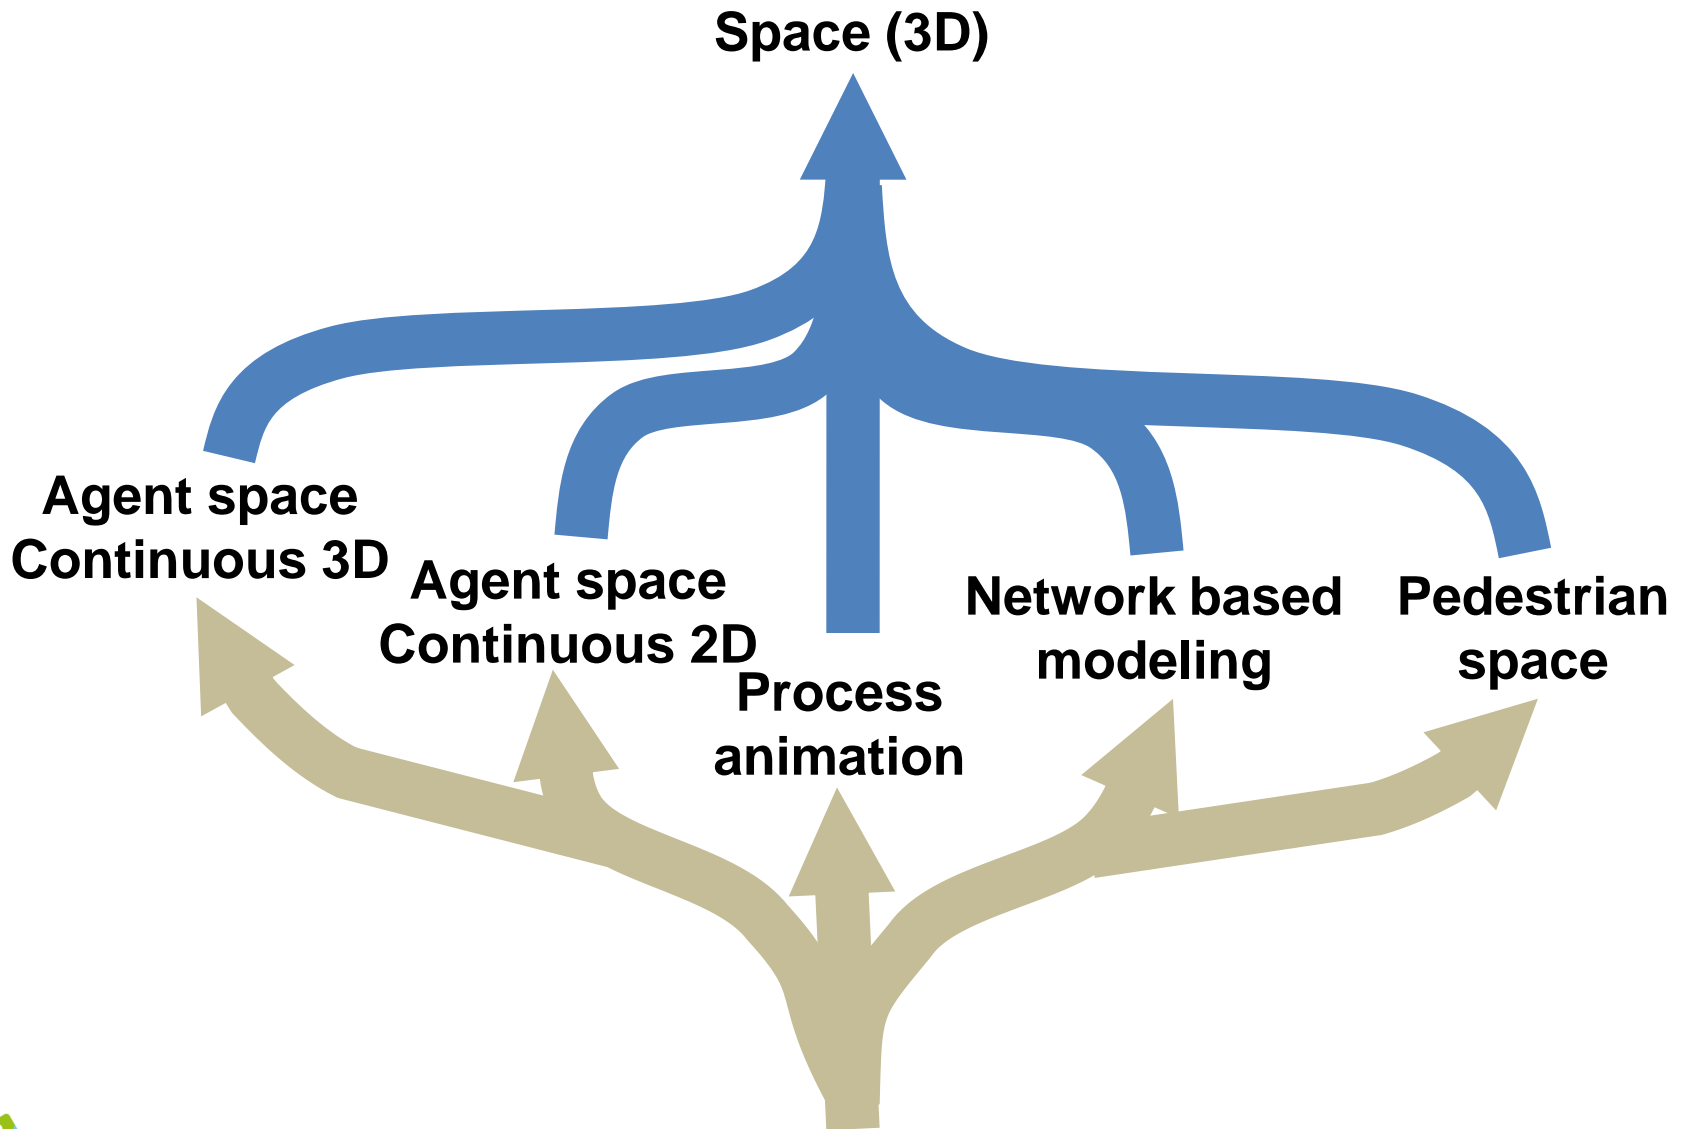 Space (3D)
Agent space
Continuous 3D
Agent space
Continuous 2D
Process
animation
Network based
modeling
Pedestrian
space